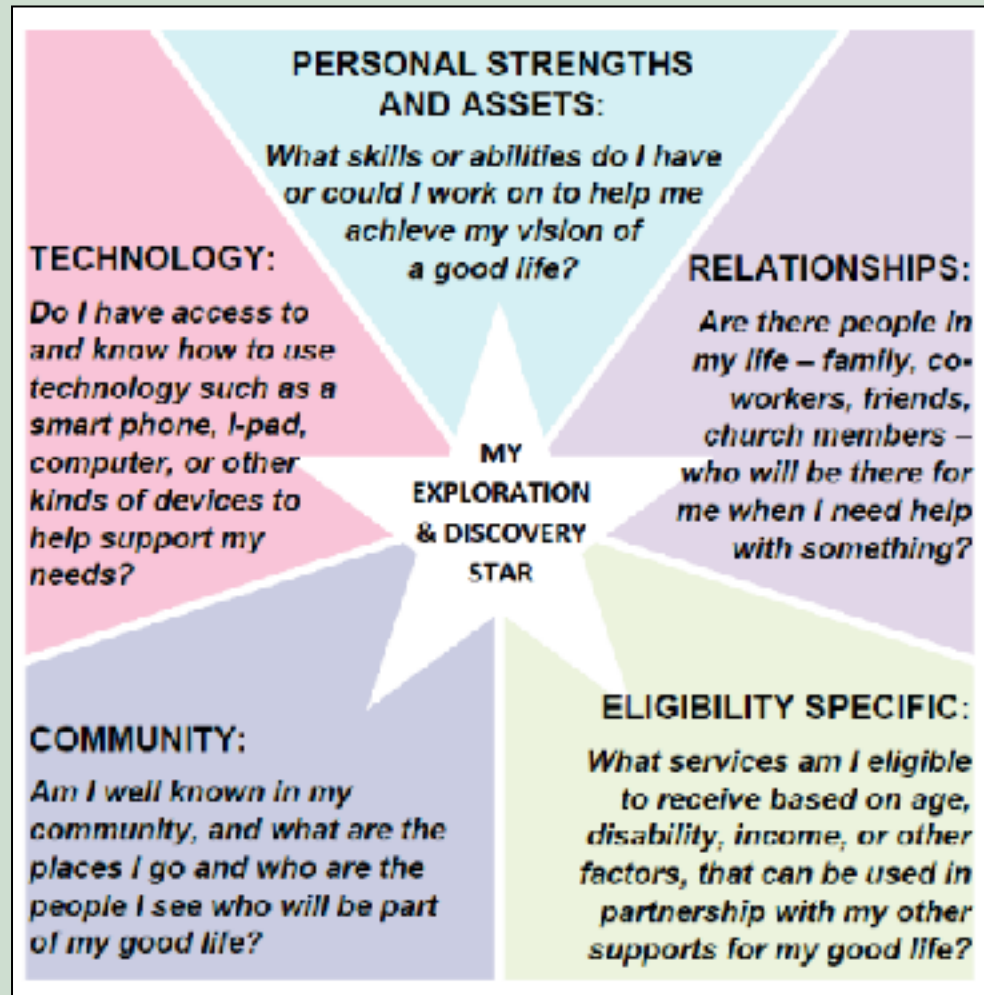 PERSONAL STRENGTHS
AND ASSETS:
What skills or abilities do I have
or could I work on to help me
achieve my vision of
a good life?
TECHNOLOGY:
Do I have access to
and know how to use
technology such as a
smart phone, I-pad,
computer, or other
kinds of devices to
help support my
needs?
RELATIONSHIPS:
Are there people in
my life – family, co-
workers, friends,
church members –
who will be there for
me when I need help
with something?
MY
EXPLORATION
& DISCOVERY
STAR
COMMUNITY:
Am I well known in my
community, and what are the
places I go and who are the
people I see who will be part
of my good life?
ELIGIBILITY SPECIFIC:
What services am I eligible
to receive based on age,
disability, income, or other
factors, that can be used in
partnership with my other
supports for my good life?